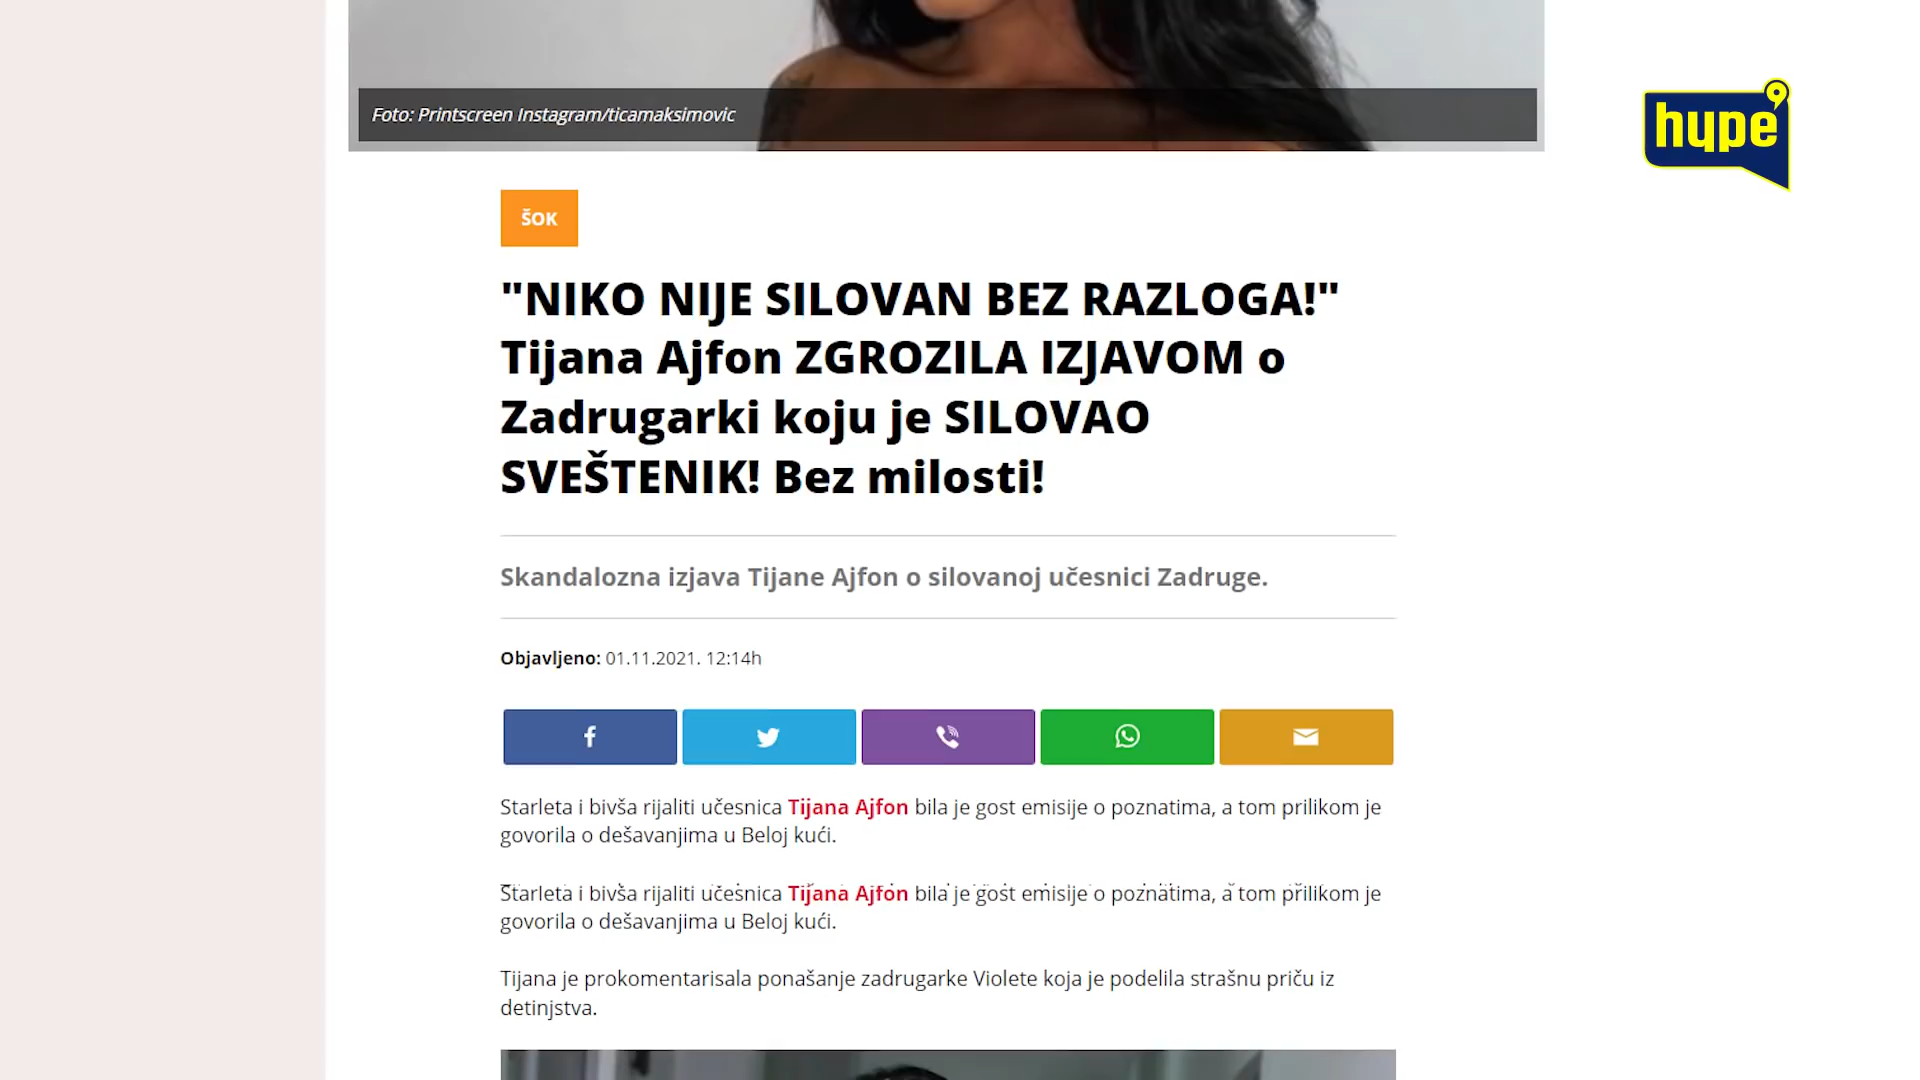 Foto: Printscreen Instagram/ticamaksimovic
hype
ŠOK
"NIKO NIJE SILOVAN BEZ RAZLOGA!"
Tijana Ajfon ZGROZILA IZJAVOM o
Zadrugarki koju je SILOVAO
SVEŠTENIK! Bez milosti!
Skandalozna izjava Tijane Ajfon o silovanoj učesnici Zadruge.
Objavljeno: 01.11.2021. 12:14h
Starleta i bivša rijaliti učesnica Tijana Ajfon bila je gost emisije o poznatima, a tom prilikom je
govorila o dešavanjima u Beloj kući.
Starleta i bivša rijaliti učesnica Tijana Ajfon bila je gost emisije o poznatima, a tom prilikom je
govorila o dešavanjima u Beloj kući.
Tijana je prokomentarisala ponašanje zadrugarke Violete koja je podelila strašnu priču iz
detinjstva.